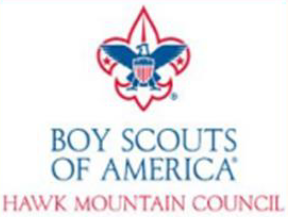 BOY SCOUTS
OF AMERICA®
HAWK MOUNTAIN COUNCIL